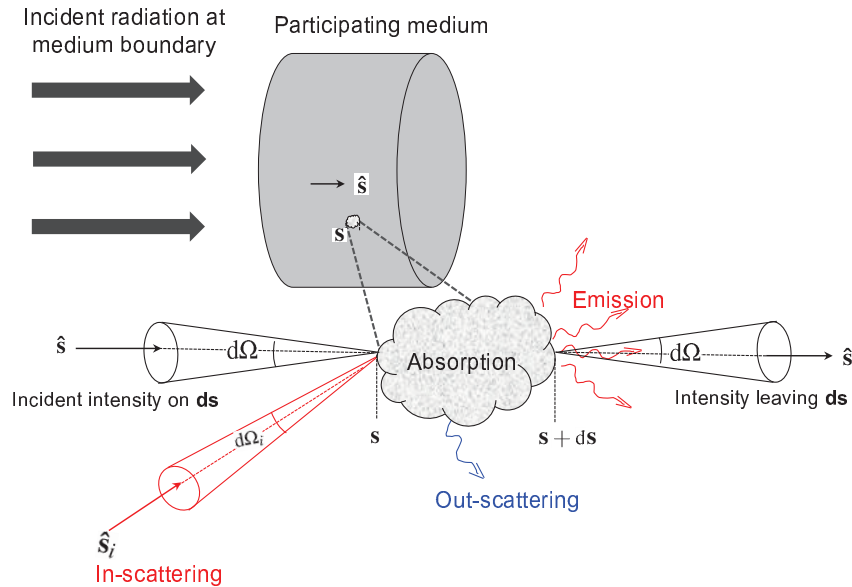 Incident radiation at
medium boundary
Participating medium
ŝ
s
Emission
ŝ
dΩ
Absorption
dΩ
ŝ
Incident intensity on ds
Intensity leaving ds
dΩᵢ
s
s + ds
Out-scattering
ŝᵢ
In-scattering